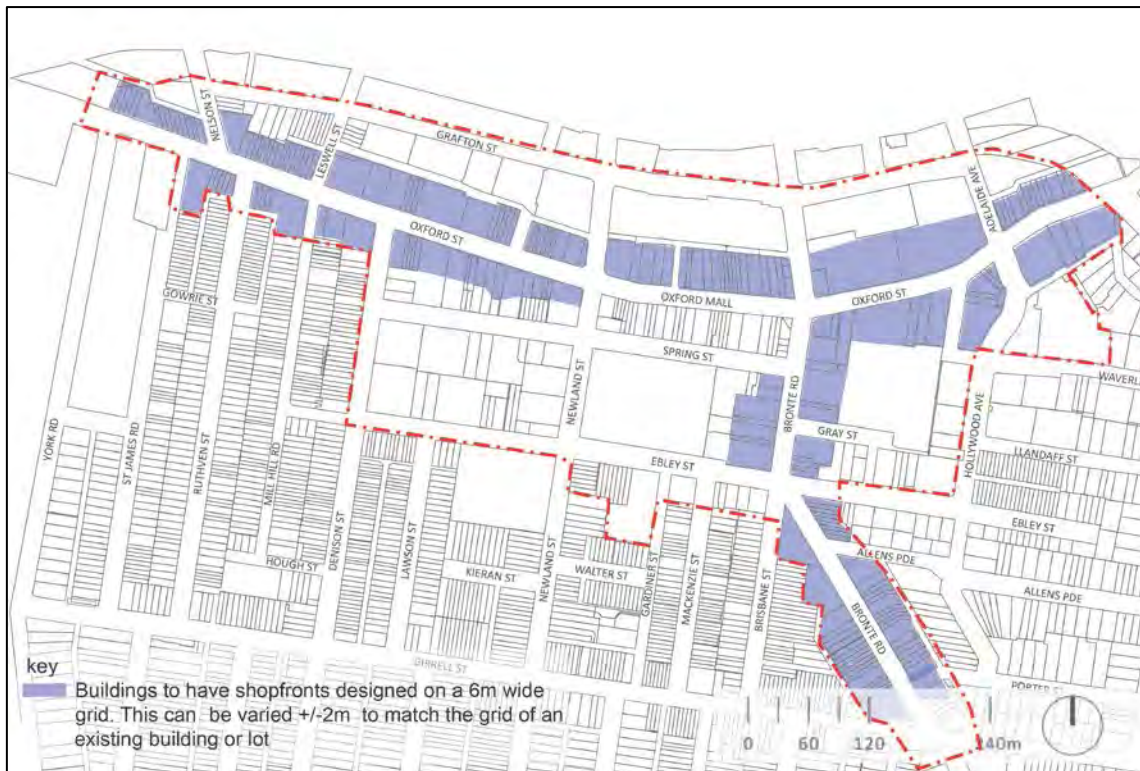 NELSON ST
LESWELL ST
GRAFTON ST
ADELAIDE AVE
OXFORD ST
OXFORD ST
OXFORD MALL
GOWRIE ST
SPRING ST
NEWLAND ST
BRONTE RD
HOLLYWOOD AVE
GRAY ST
YORK RD
ST JAMES RD
RUTHVEN ST
MILL HILL RD
LLANDAFF ST
EBLEY ST
EBLEY ST
DENISON ST
LAWSON ST
ALLENS PDE
HOUGH ST
KIERAN ST
NEWLAND ST
WALTER ST
GARDINER ST
MACKENZIE ST
BRISBANE ST
BRONTE RD
ALLENS PDE
key
Buildings to have shopfronts designed on a 6m wide
grid. This can be varied +/-2m to match the grid of an
existing building or lot
0 60 120 240m